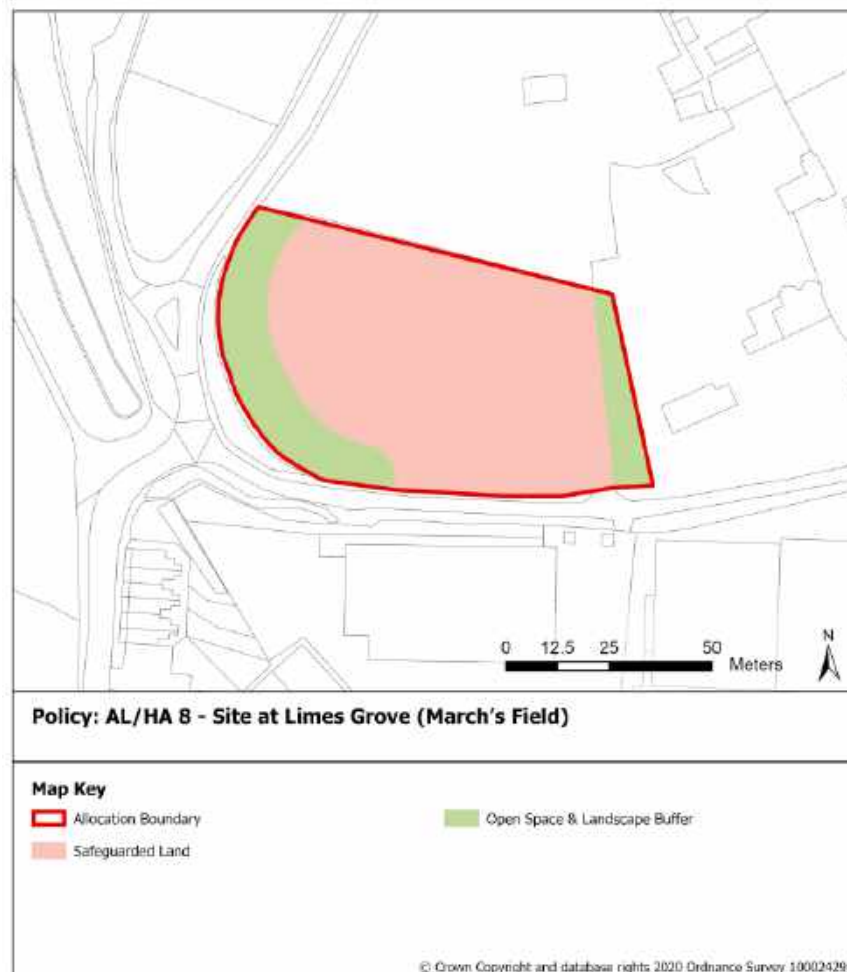 N
0 12.5 25 50 Meters
Policy: AL/HA 8 - Site at Limes Grove (March's Field)
Map Key
Allocation Boundary
Open Space & Landscape Buffer
Safeguarded Land
© Crown Copyright and database rights 2020 Ordnance Survey 10002429